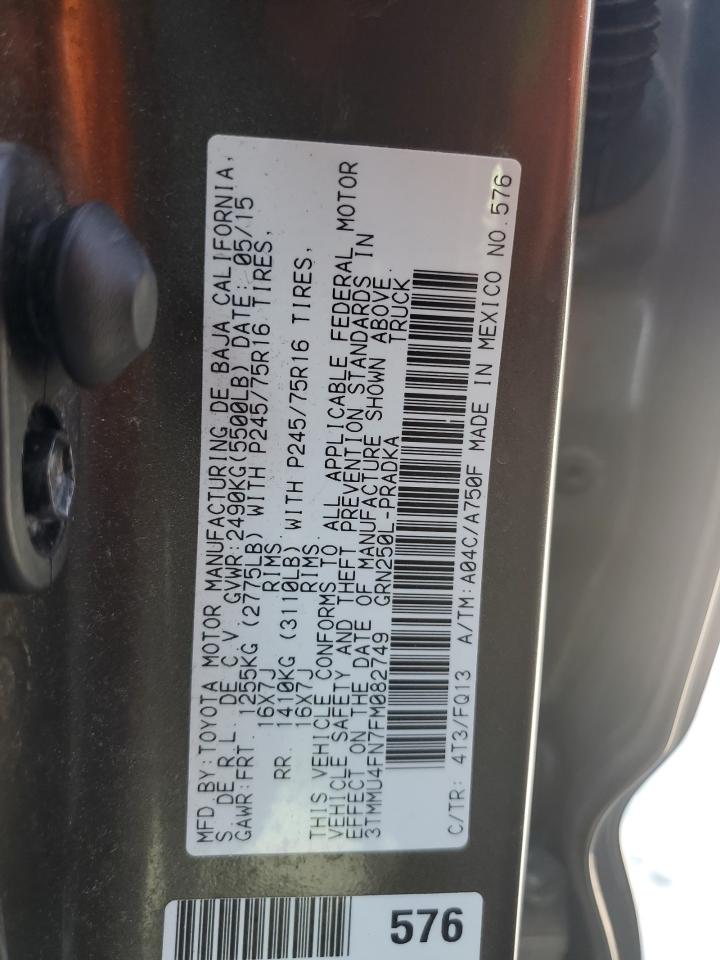 MFD.BY:TOYOTA MOTOR MANUFACTURING DE BAJA CALIFORNIA,
S. DE R.L. DE C.V GVWR:2490KG(5500LB) DATE: 05/15
GAWR:FRT. 1255KG (2775LB) WITH P245/75R16 TIRES,
16X7J RIMS
RR. 1410KG (3110LB) WITH P245/75R16 TIRES,
16X7J RIMS
THIS VEHICLE CONFORMS TO ALL APPLICABLE FEDERAL MOTOR
VEHICLE SAFETY AND THEFT PREVENTION STANDARDS IN
EFFECT ON THE DATE OF MANUFACTURE SHOWN ABOVE.
3TMMU4FN7FM082749 GRN250L-PRADKA TRUCK
C/TR: 4T3/FQ13 A/TM:A04C/A750F MADE IN MEXICO NO.576
576